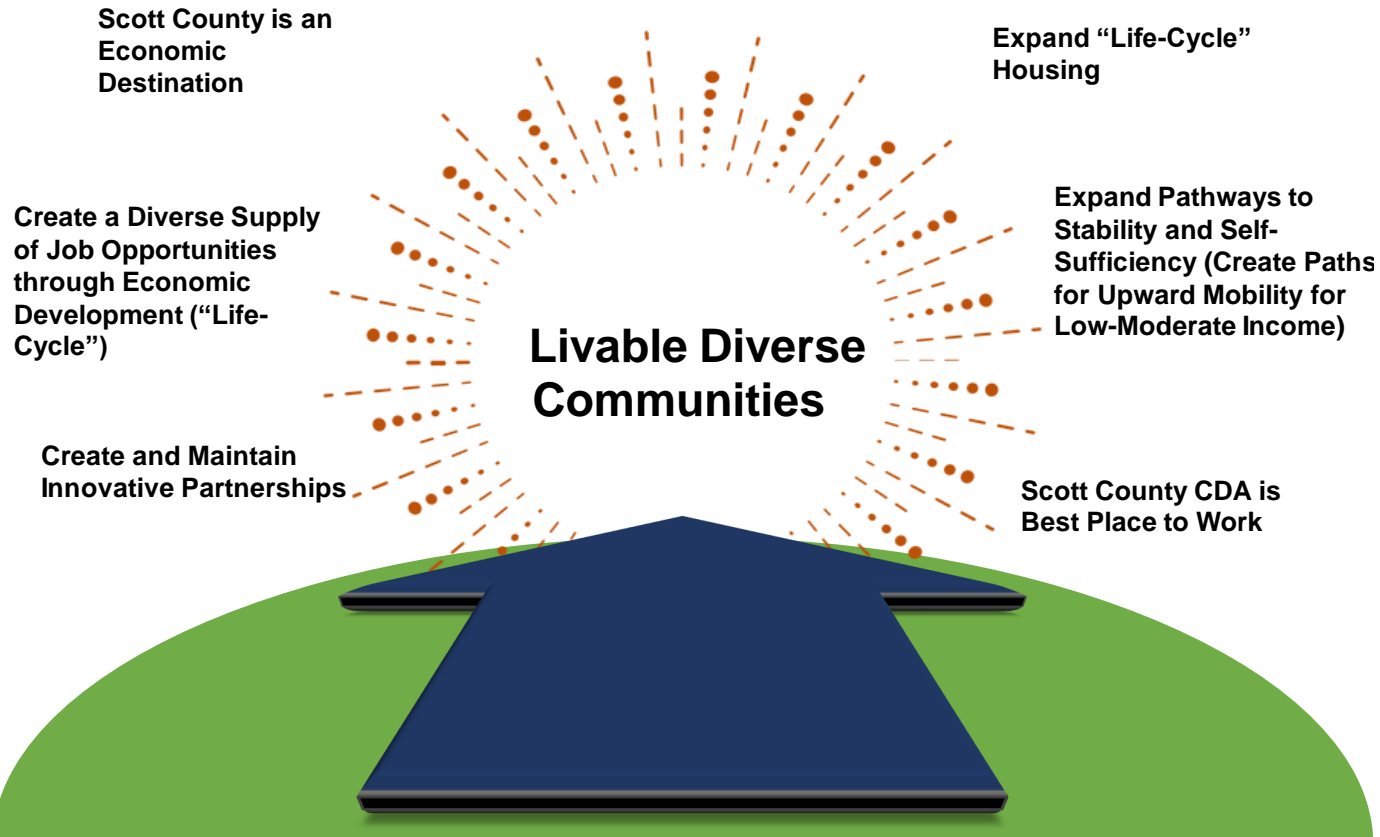 Scott County is an
Economic
Destination
Expand “Life-Cycle”
Housing
Create a Diverse Supply
of Job Opportunities
through Economic
Development (“Life-
Cycle”)
Expand Pathways to
Stability and Self-
Sufficiency (Create Paths
for Upward Mobility for
Low-Moderate Income)
Livable Diverse
Communities
Create and Maintain
Innovative Partnerships
Scott County CDA is
Best Place to Work